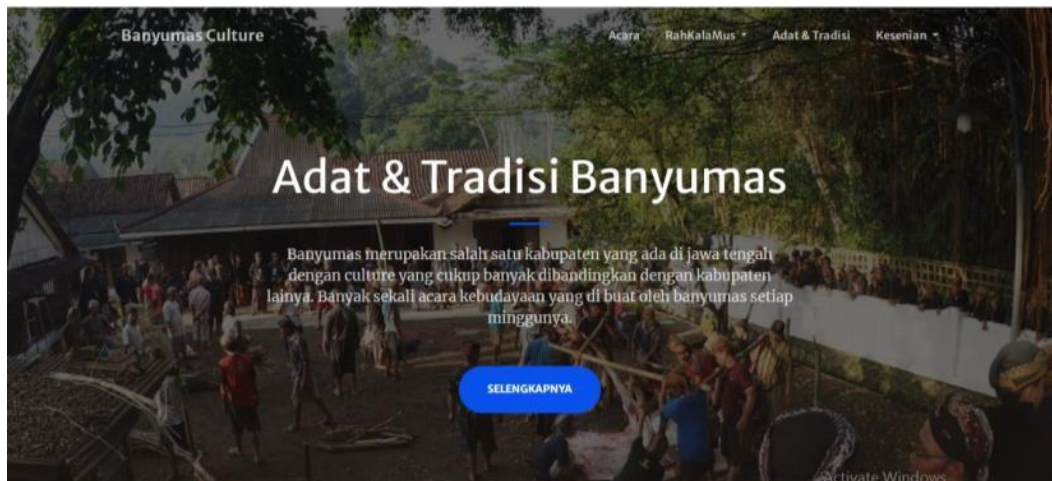 Banyumas Culture
Acara RahKalaMus Adat & Tradisi Kesenian
Adat & Tradisi Banyumas
Banyumas merupakan salah satu kabupaten yang ada di jawa tengah
dengan culture yang cukup banyak dibandingkan dengan kabupaten
lainya. Banyak sekali acara kebudayaan yang di buat oleh banyumas setiap
minggunya.
SELENGKAPNYA
Activate Windows